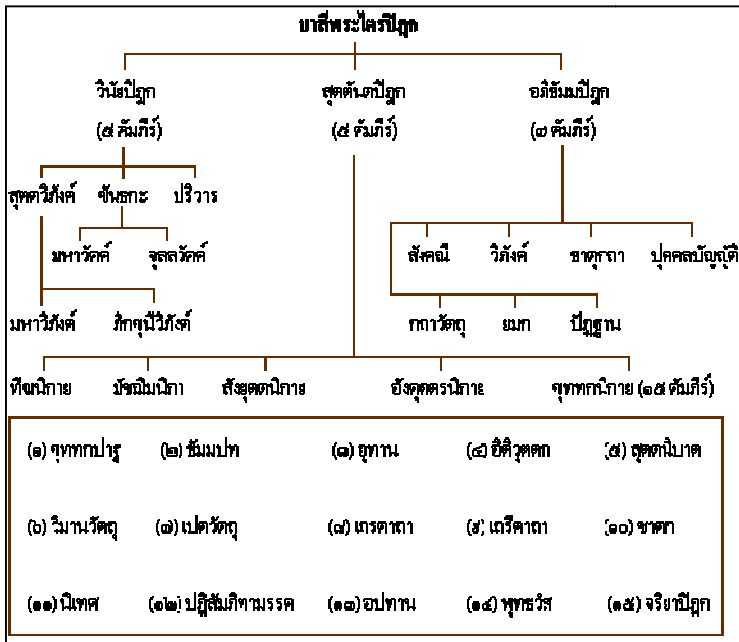 บาลีพระไตรปิฎก
วินัยปิฎก สุตตันตปิฎก อภิธัมมปิฎก
(๕ คัมภีร์) (๕ คัมภีร์) (๗ คัมภีร์)
สุตตวิภังค์ ขันธกะ ปริวาร
มหาวัคค์ จุลลวัคค์ สังคณี วิภังค์ ธาตุกถา ปุคคลบัญญัติ
มหาวิภังค์ ภิกขุนีวิภังค์ กถาวัตถุ ยมก ปัฏฐาน
ทีฆนิกาย มัชฌิมนิกา สังยุตตนิกาย อังคุตตรนิกาย ขุททกนิกาย (๑๕ คัมภีร์)
(๑) ขุททกปาฐ (๒) ธัมมปท (๓) อุทาน (๔) อิติวุตตก (๕) สุตตนิบาต
(๖) วิมานวัตถุ (๗) เปตวัตถุ (๘) เถรคาถา (๙) เถรีคาถา (๑๐) ชาตก
(๑๑) นิเทศ (๑๒) ปฏิสัมภิทามรรค (๑๓) อปทาน (๑๔) พุทธวังส (๑๕) จริยาปิฎก